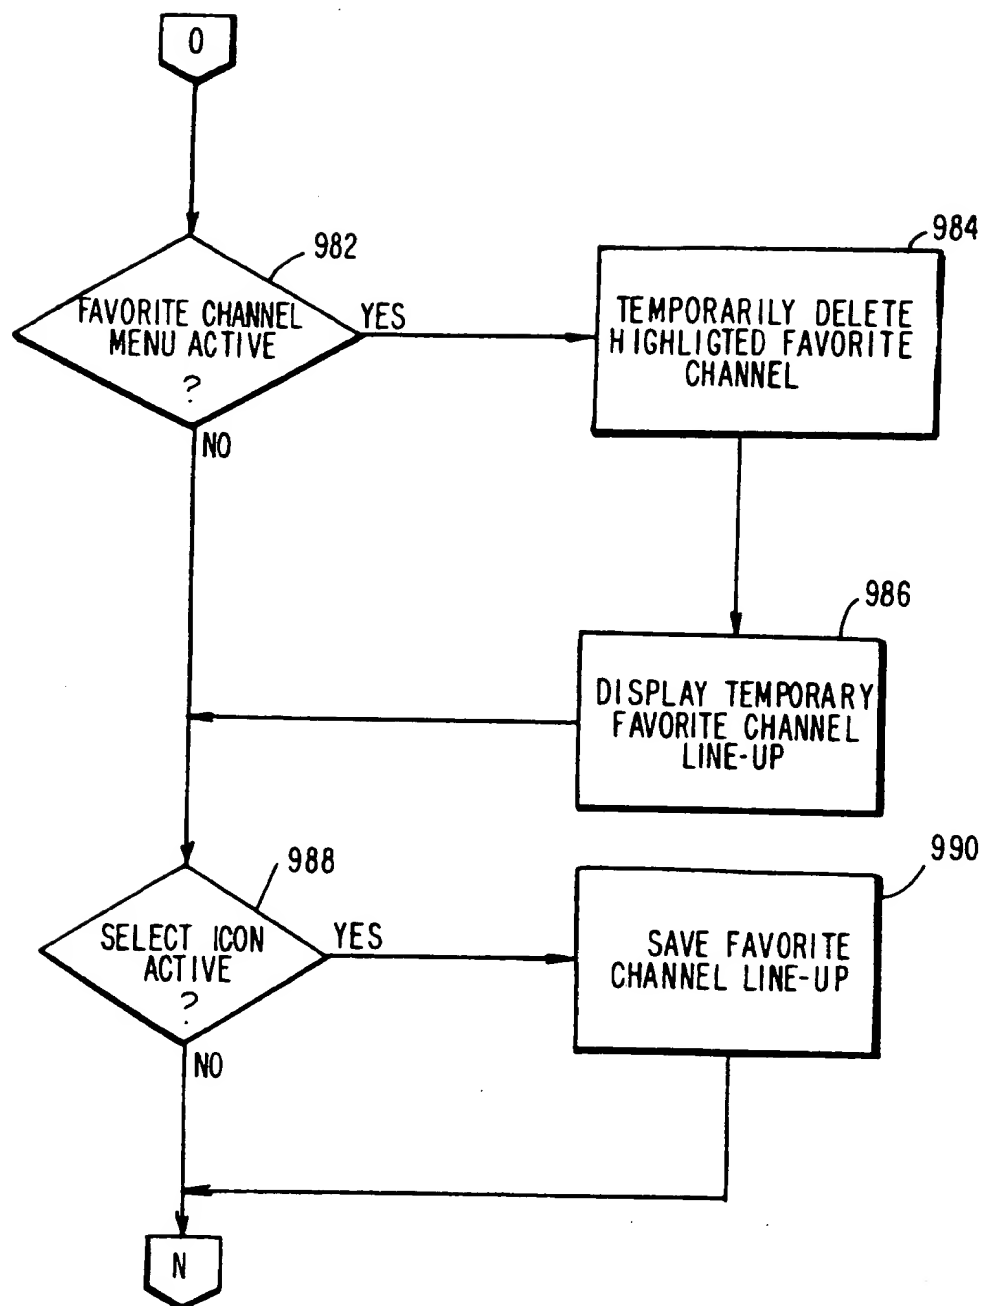 O
982
FAVORITE CHANNEL
MENU ACTIVE
?
YES
NO
984
TEMPORARILY DELETE
HIGHLIGTED FAVORITE
CHANNEL
986
DISPLAY TEMPORARY
FAVORITE CHANNEL
LINE-UP
988
SELECT ICON
ACTIVE
?
YES
NO
990
SAVE FAVORITE
CHANNEL LINE-UP
N